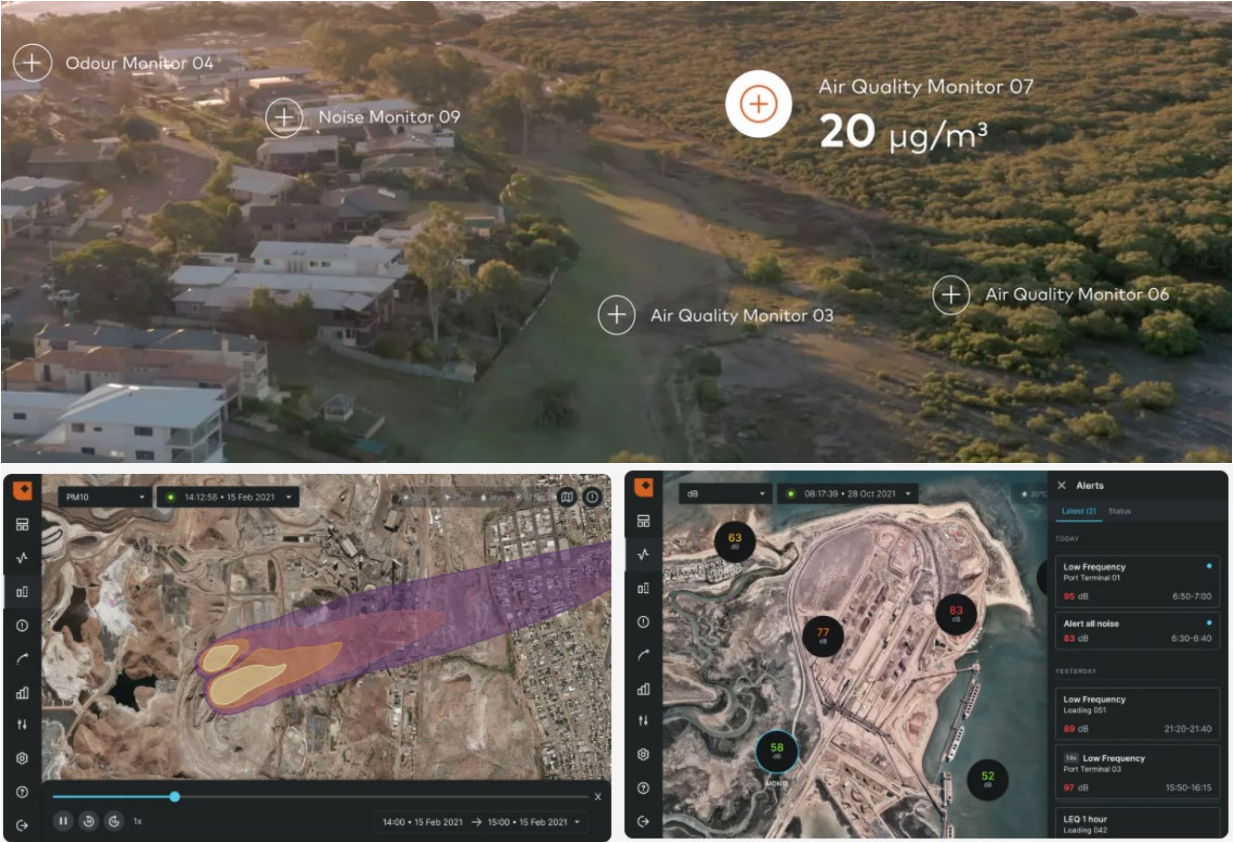 Odour Monitor 04
Noise Monitor 09
Air Quality Monitor 07
20 µg/m³
Air Quality Monitor 06
Air Quality Monitor 03
PM10
14:12:56 • 15 Feb 2021
1x
14:00 • 15 Feb 2021 → 15:00 • 15 Feb 2021
dB
08:17:39 • 28 Oct 2021
30°C
63
dB
83
dB
77
dB
58
dB
52
dB
Alerts
Latest (2) Status
TODAY
Low Frequency
Port Terminal 01
95 dB 6:50-7:00
Alert all noise
83 dB 6:30-6:40
YESTERDAY
Low Frequency
Loading 051
89 dB 21:20-21:40
14x Low Frequency
Port Terminal 03
97 dB 15:50-16:15
LEQ 1 hour
Loading 042